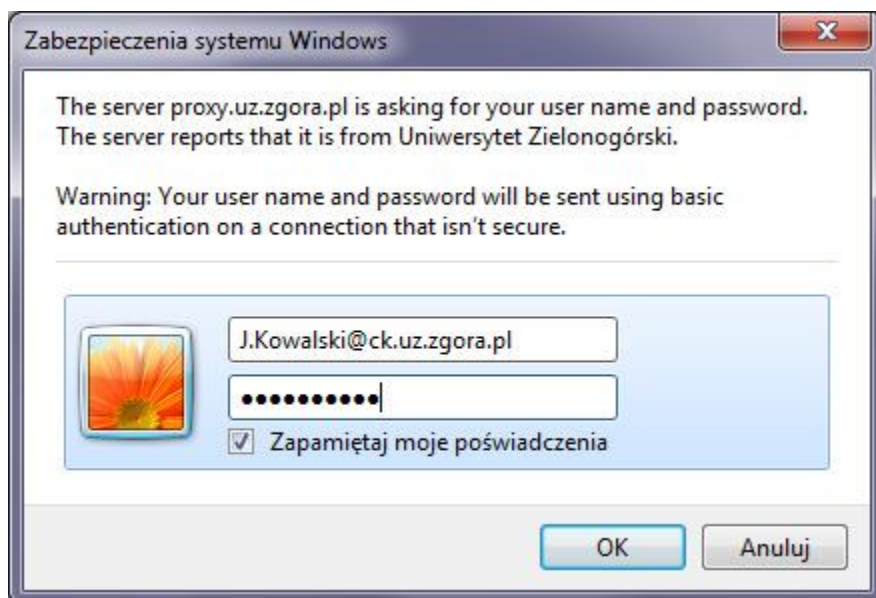 Zabezpieczenia systemu Windows
The server proxy.uz.zgora.pl is asking for your user name and password.
The server reports that it is from Uniwersytet Zielonogórski.
Warning: Your user name and password will be sent using basic
authentication on a connection that isn't secure.
J.Kowalski@ck.uz.zgora.pl
●●●●●●●●●●
Zapamiętaj moje poświadczenia
OK Anuluj